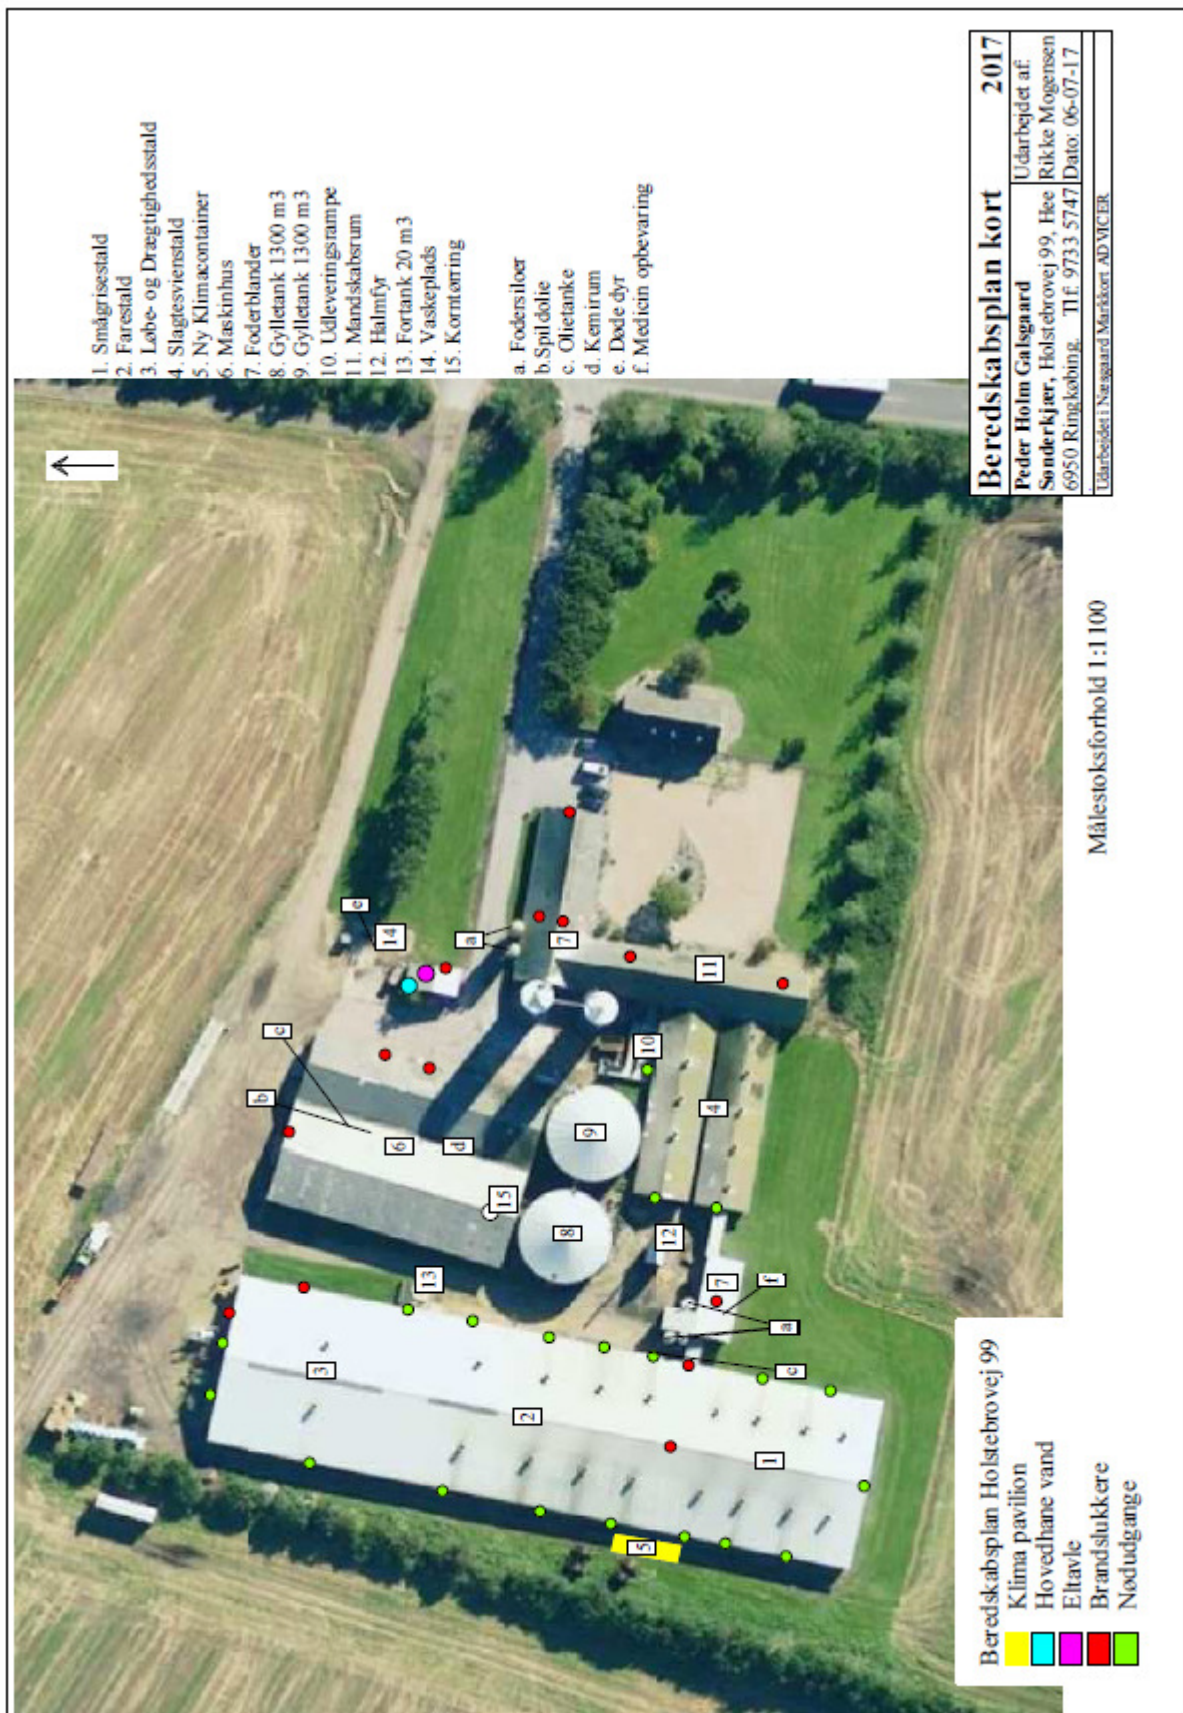 1. Smågrisestald
2. Farestald
3. Løbe- og Drægtighedsstald
4. Slagtesvienstald
5. Ny Klimacontainer
6. Maskinhus
7. Foderblander
8. Gylletank 1300 m3
9. Gylletank 1300 m3
10. Udleveringsrampe
11. Mandskabsrum
12. Halmfyr
13. Fortank 20 m3
14. Vaskeplads
15. Korntørring
a. Fodersiloer
b.Spildolie
c. Olietanke
d. Kemirum
e. Døde dyr
f. Medicin opbevaring
e
14
c
b
a
7
11
6
d
10
9
4
15
8
12
13
7
f
a
3
2
c
1
5
Beredskabsplan Holstebrovej 99
Klima pavilion
Hovedhane vand
Eltavle
Brandslukkere
Nødudgange
Målestoksforhold 1:1100
Beredskabsplan kort 2017
Peder Holm Galsgaard
Sønderkjær, Holstebrovej 99, Hee
6950 Ringkøbing, Tlf. 9733 5747
Udarbejdet af:
Rikke Mogensen
Dato: 06-07-17
Udarbejdet i Næsgaard Markkort ADVICER